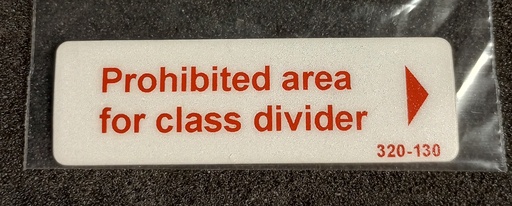 Prohibited area
for class divider
320-130